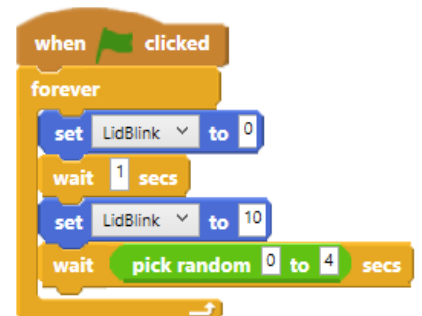 when clicked
forever
set LidBlink to 0
wait 1 secs
set LidBlink to 10
wait pick random 0 to 4 secs